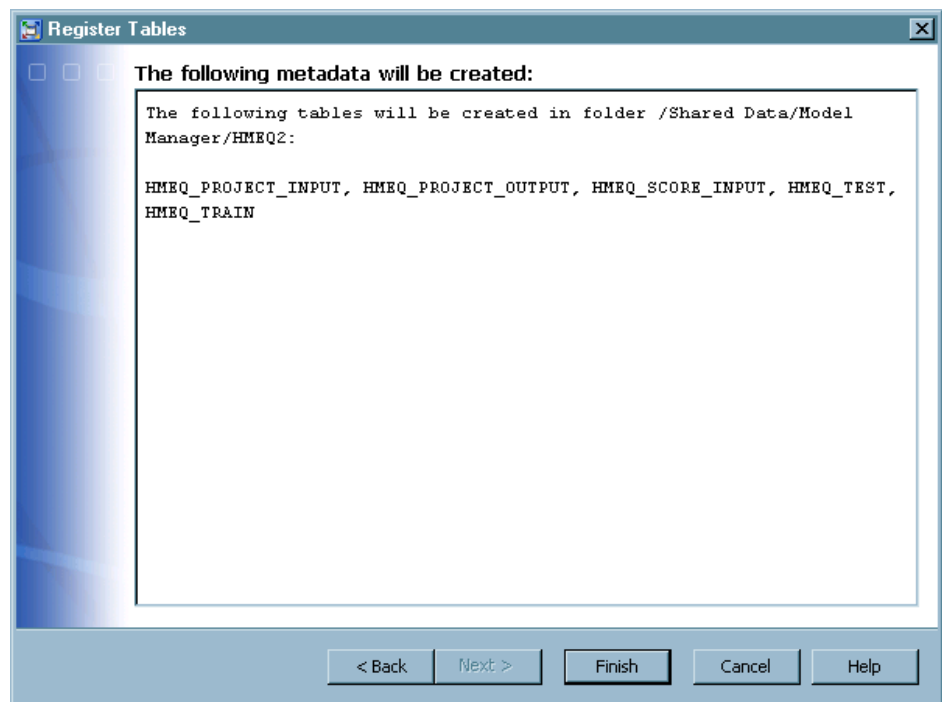 Register Tables
The following metadata will be created:
The following tables will be created in folder /Shared Data/Model
Manager/HMEQ2:
HMEQ_PROJECT_INPUT, HMEQ_PROJECT_OUTPUT, HMEQ_SCORE_INPUT, HMEQ_TEST,
HMEQ_TRAIN
< Back Next > Finish Cancel Help